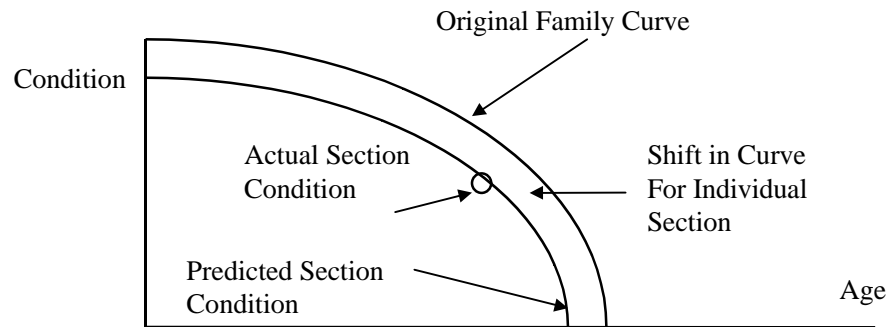 Original Family Curve
Condition
Actual Section
Condition
Shift in Curve
For Individual
Section
Predicted Section
Condition
Age